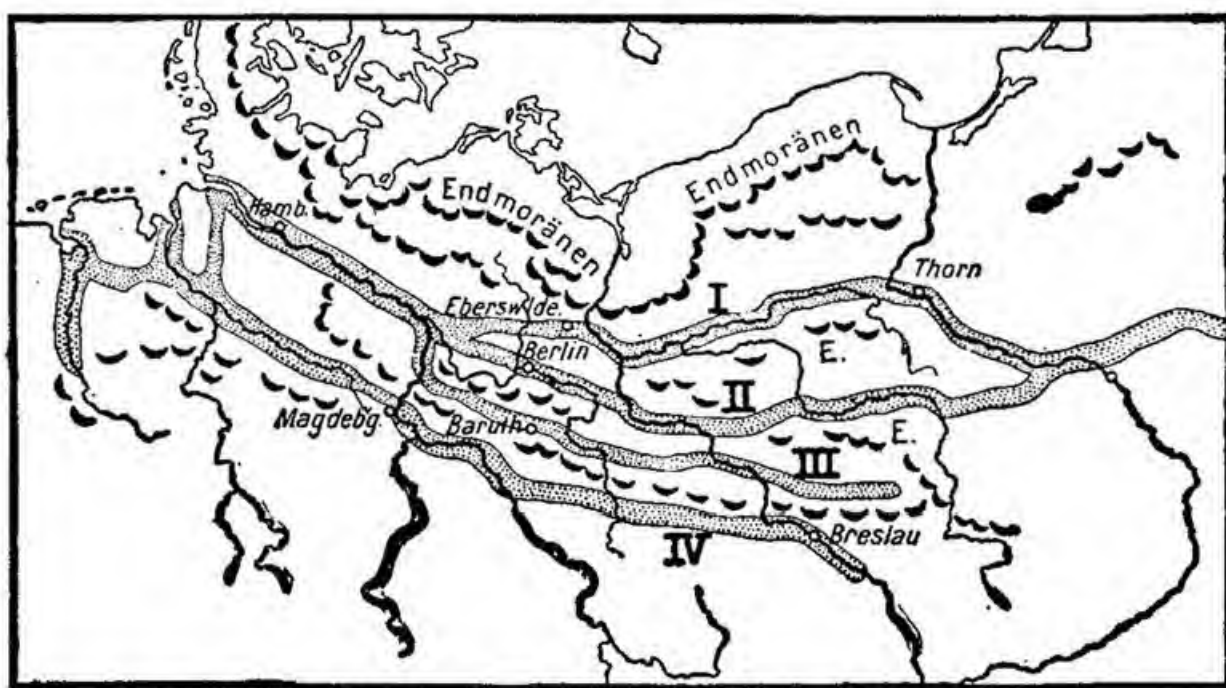 Endmoränen
Endmoränen
Hamb.
Thorn
I
Eberswde.
E.
Berlin
II
Magdebg.
Baruth
E.
III
Breslau
IV